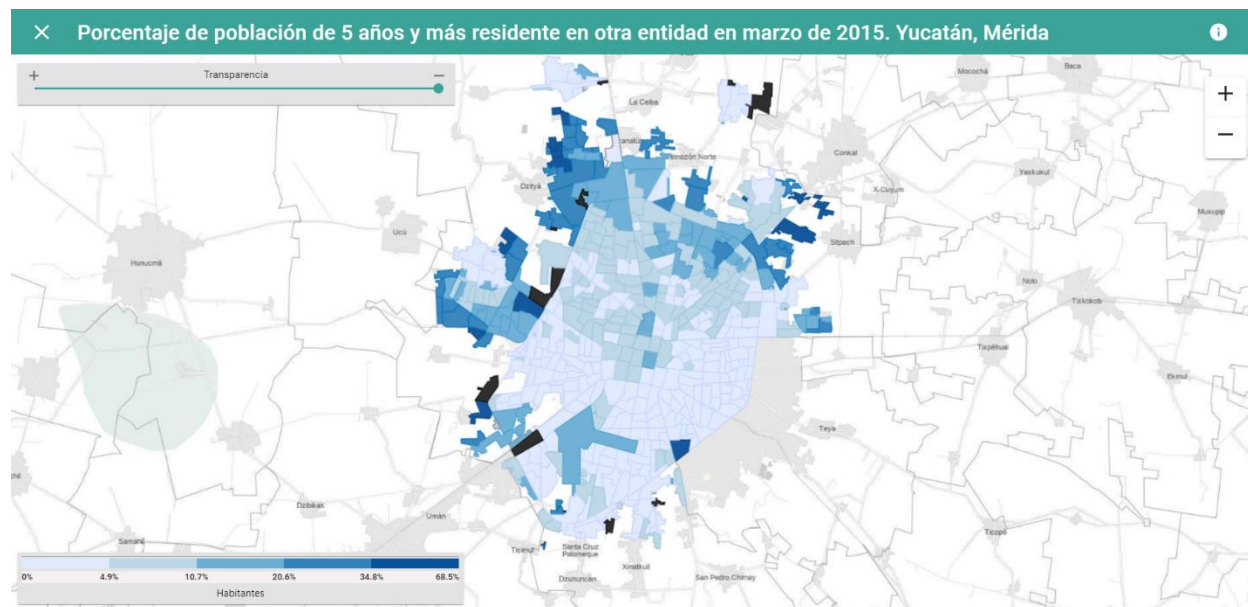 Porcentaje de población de 5 años y más residente en otra entidad en marzo de 2015. Yucatán, Mérida
+ Transparencia −
Mocochá
Baca
La Ceiba
+
−
Temozón Norte
Conkal
Yaxkukul
Dzityá
X-Cuyum
Muxupip
Ucú
Sitpach
Hunucmá
Nolo
Tixkokob
Tixpéhual
Ekmul
Teya
Dzibikak
Umán
Ticopó
Samahil
Ticimul
Santa Cruz
Palomeque
Xmatkuil
Dzununcán
San Pedro Chimay
0% 4.9% 10.7% 20.6% 34.8% 68.5%
Habitantes